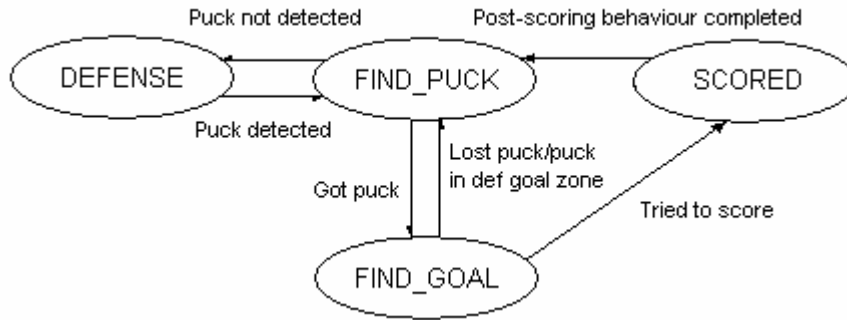 Puck not detected
Post-scoring behaviour completed
DEFENSE
FIND_PUCK
SCORED
Puck detected
Lost puck/puck
in def goal zone
Got puck
Tried to score
FIND_GOAL